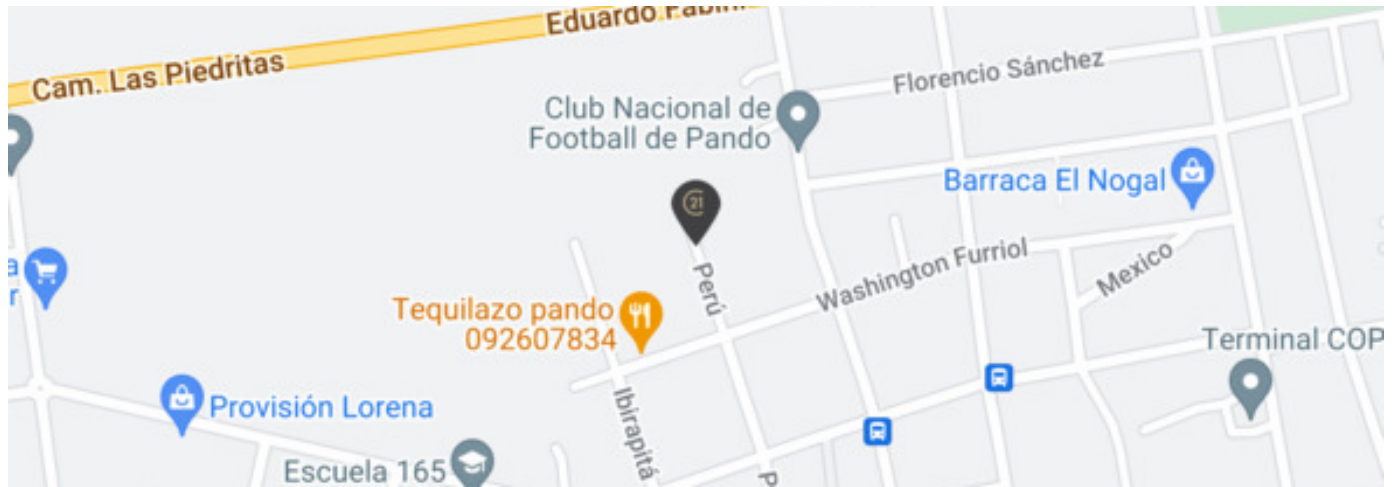 Eduardo Fabini
Cam. Las Piedritas
Florencio Sánchez
Club Nacional de
Football de Pando
Barraca El Nogal
21
Perú
Washington Furriol
Mexico
a
r
Tequilazo pando
092607834
Terminal COP
Ibirapitá
Provisión Lorena
Escuela 165
P